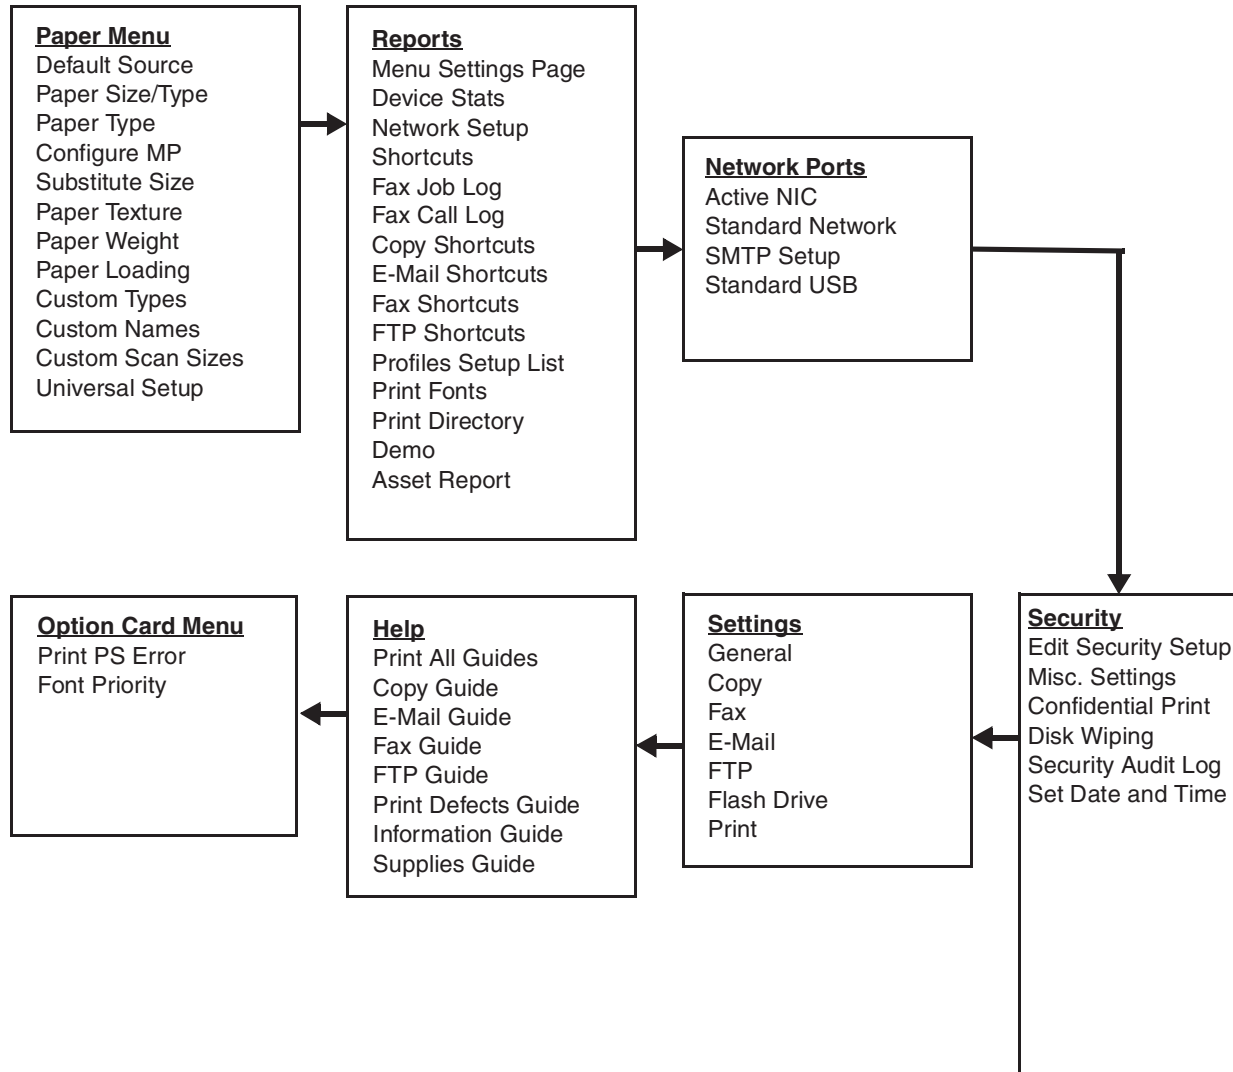 Paper Menu
Default Source
Paper Size/Type
Paper Type
Configure MP
Substitute Size
Paper Texture
Paper Weight
Paper Loading
Custom Types
Custom Names
Custom Scan Sizes
Universal Setup
Reports
Menu Settings Page
Device Stats
Network Setup
Shortcuts
Fax Job Log
Fax Call Log
Copy Shortcuts
E-Mail Shortcuts
Fax Shortcuts
FTP Shortcuts
Profiles Setup List
Print Fonts
Print Directory
Demo
Asset Report
Network Ports
Active NIC
Standard Network
SMTP Setup
Standard USB
Security
Edit Security Setup
Misc. Settings
Confidential Print
Disk Wiping
Security Audit Log
Set Date and Time
Settings
General
Copy
Fax
E-Mail
FTP
Flash Drive
Print
Help
Print All Guides
Copy Guide
E-Mail Guide
Fax Guide
FTP Guide
Print Defects Guide
Information Guide
Supplies Guide
Option Card Menu
Print PS Error
Font Priority